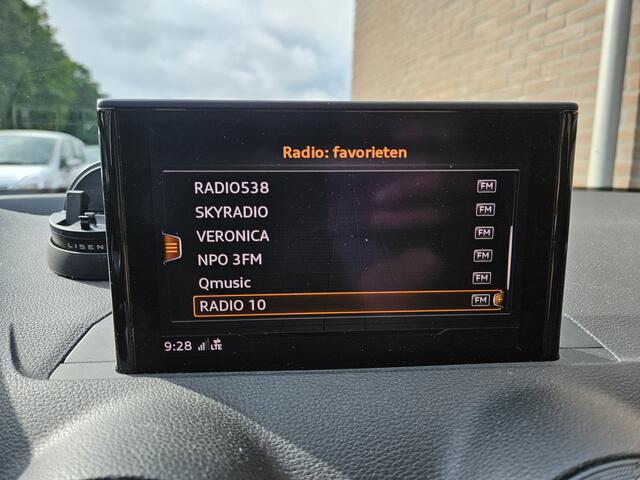 Radio: favorieten
RADIO538 FM
SKYRADIO FM
VERONICA FM
NPO 3FM FM
Qmusic FM
RADIO 10 FM
9:28 LTE
LISEN